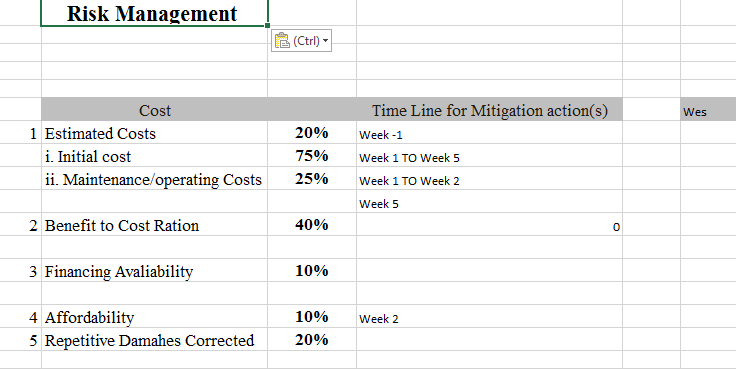 Risk Management
(Ctrl)
Cost Time Line for Mitigation action(s) Wes
1 Estimated Costs 20% Week -1
i. Initial cost 75% Week 1 TO Week 5
ii. Maintenance/operating Costs 25% Week 1 TO Week 2
Week 5
2 Benefit to Cost Ration 40% 0
3 Financing Avaliability 10%
4 Affordability 10% Week 2
5 Repetitive Damahes Corrected 20%